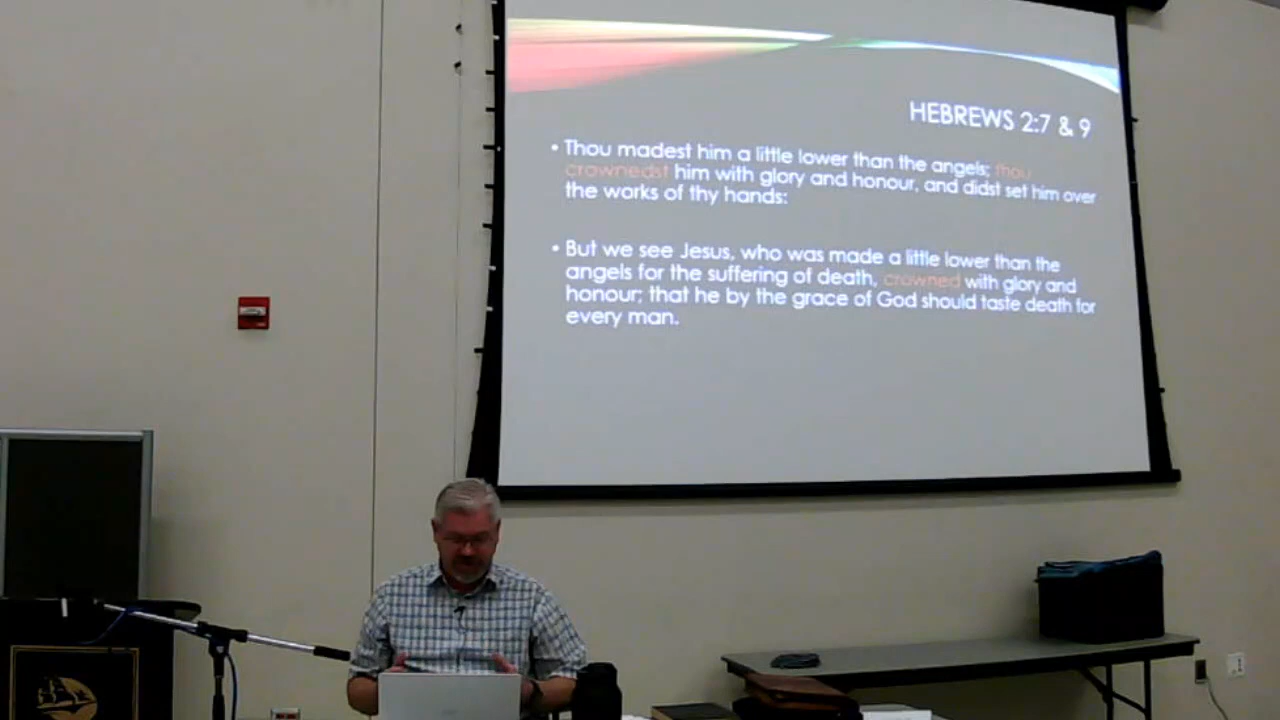 HEBREWS 2:7 & 9
• Thou madest him a little lower than the angels; thou
crownedst him with glory and honour, and didst set him over
the works of thy hands:
• But we see Jesus, who was made a little lower than the
angels for the suffering of death, crowned with glory and
honour; that he by the grace of God should taste death for
every man.